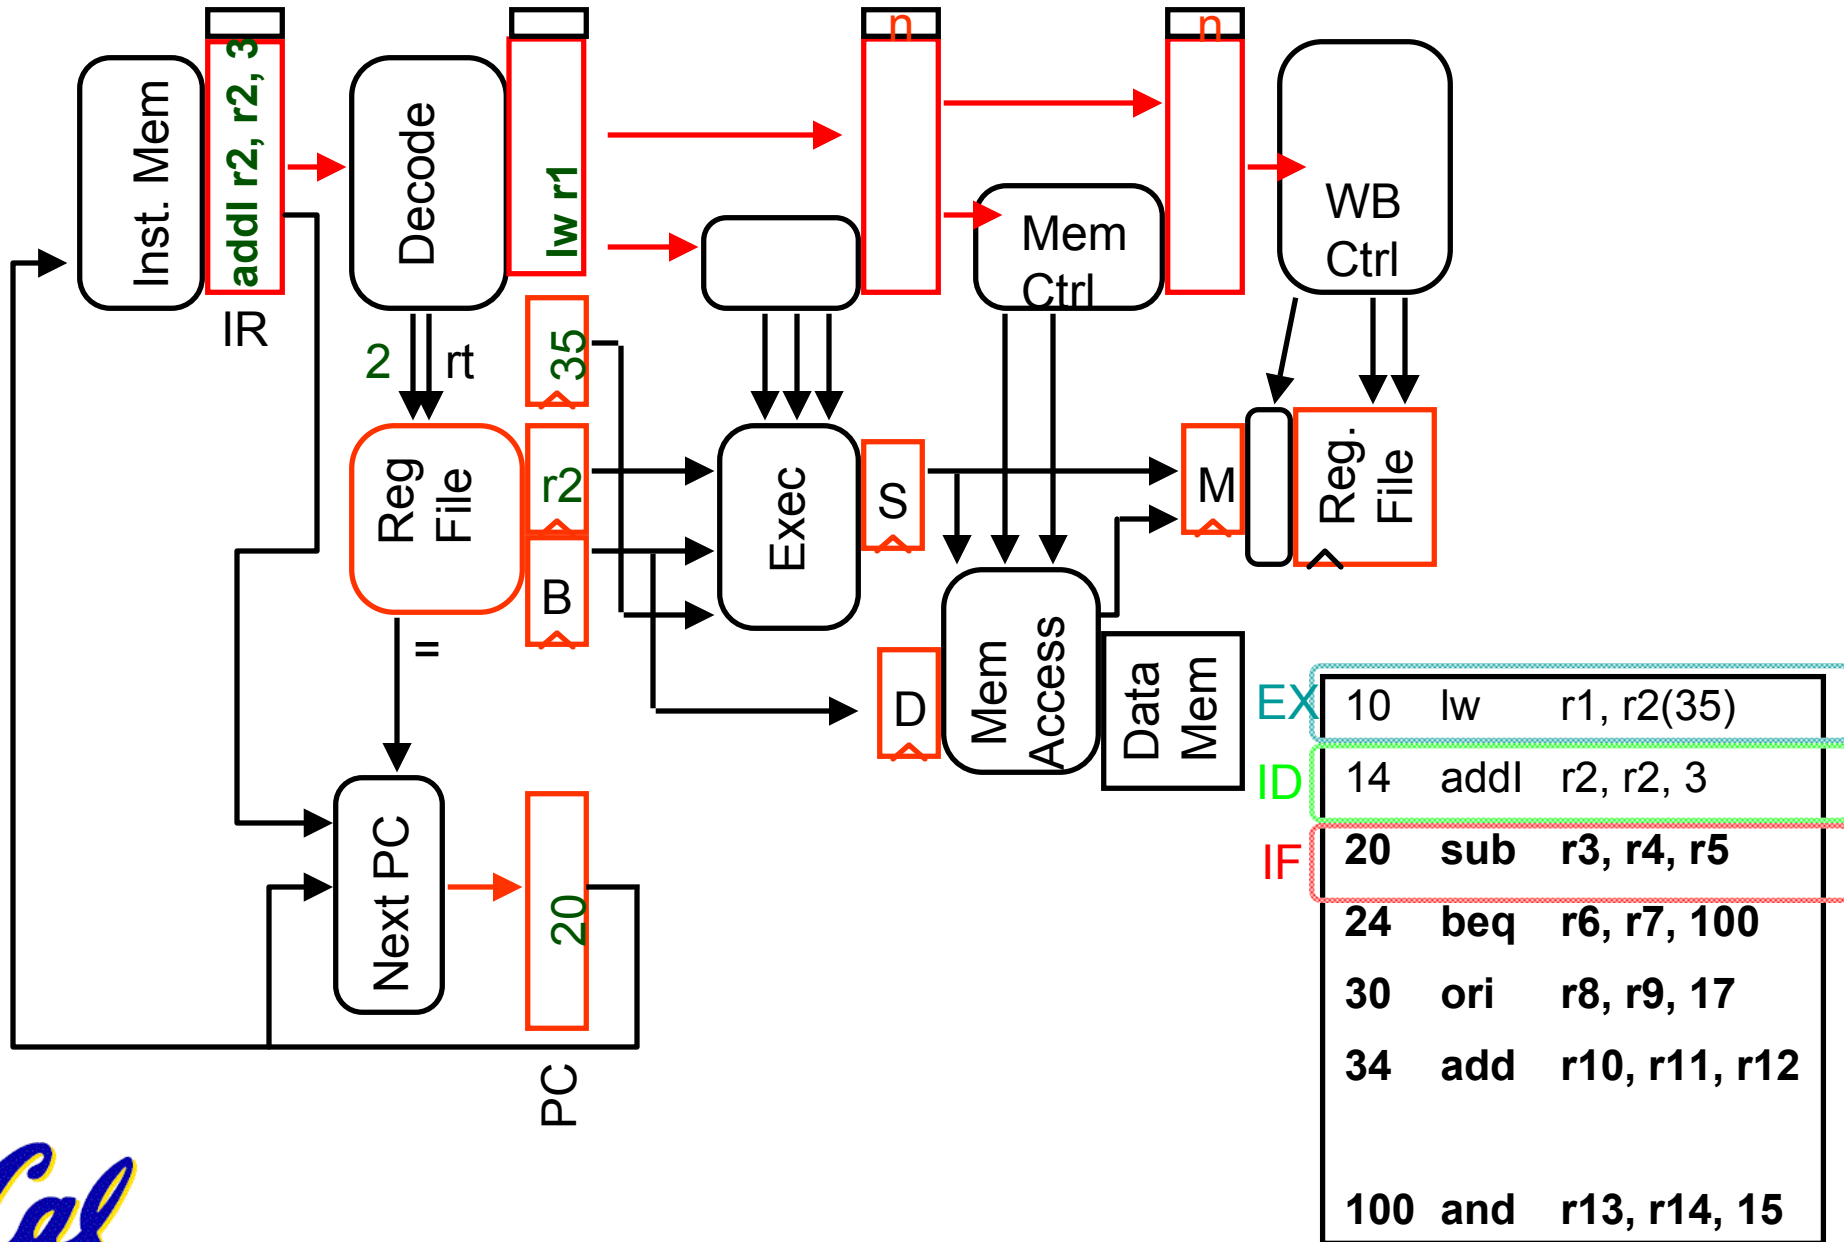 n
n
Inst. Mem
addI r2, r2, 3
Decode
lw r1
Mem
Ctrl
WB
Ctrl
IR
2
rt
35
Reg
File
r2
B
Exec
S
M
Reg.
File
=
D
Mem
Access
Data
Mem
Next PC
20
PC
EX
10 lw r1, r2(35)
ID
14 addI r2, r2, 3
IF
20 sub r3, r4, r5
24 beq r6, r7, 100
30 ori r8, r9, 17
34 add r10, r11, r12
100 and r13, r14, 15
Cal